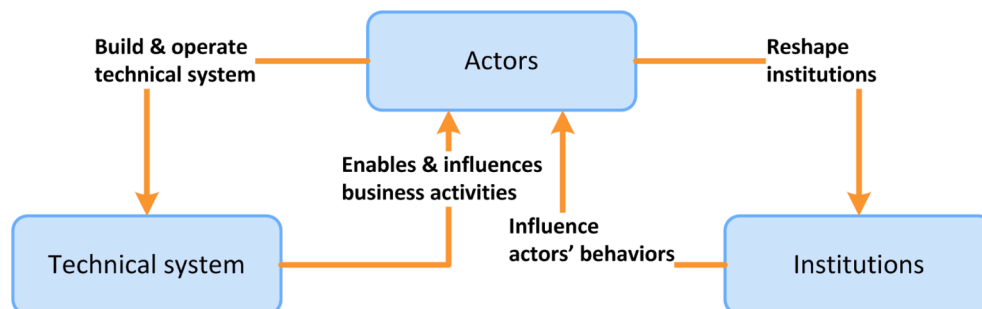 Build & operate
technical system
Actors
Reshape
institutions
Enables & influences
business activities
Influence
actors’ behaviors
Technical system
Institutions